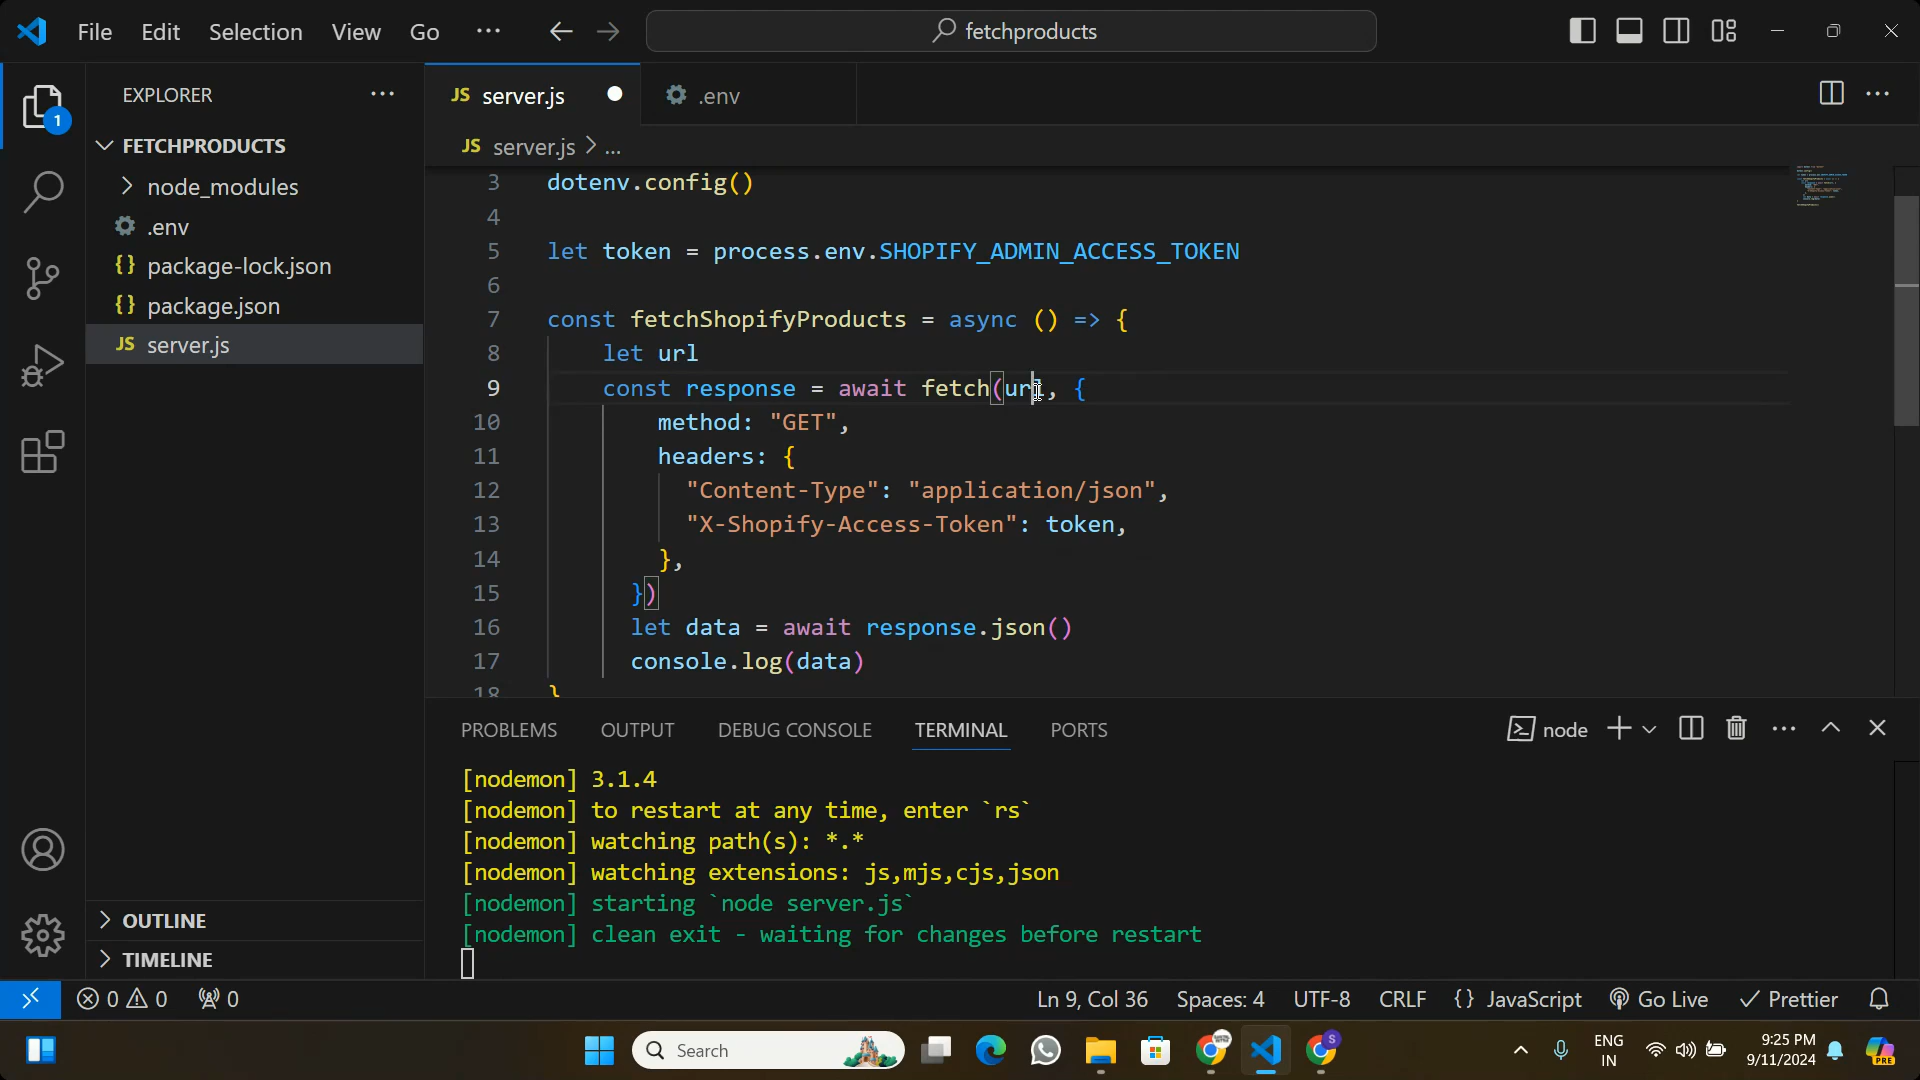 File Edit Selection View Go ...
fetchproducts
EXPLORER ...
JS server.js
.env
FETCHPRODUCTS
JS server.js > ...
node_modules
.env
{} package-lock.json
{} package.json
JS server.js
1
OUTLINE
TIMELINE
3 dotenv.config()
4
5 let token = process.env.SHOPIFY_ADMIN_ACCESS_TOKEN
6
7 const fetchShopifyProducts = async () => {
8 let url
9 const response = await fetch(url, {
10 method: "GET",
11 headers: {
12 "Content-Type": "application/json",
13 "X-Shopify-Access-Token": token,
14 },
15 })
16 let data = await response.json()
17 console.log(data)
18 }
PROBLEMS OUTPUT DEBUG CONSOLE TERMINAL PORTS
node
[nodemon] 3.1.4
[nodemon] to restart at any time, enter `rs`
[nodemon] watching path(s): *.*
[nodemon] watching extensions: js,mjs,cjs,json
[nodemon] starting `node server.js`
[nodemon] clean exit - waiting for changes before restart
0 0 0
Ln 9, Col 36 Spaces: 4 UTF-8 CRLF {} JavaScript Go Live Prettier
Search
ENG
IN
9:25 PM
9/11/2024
PRE